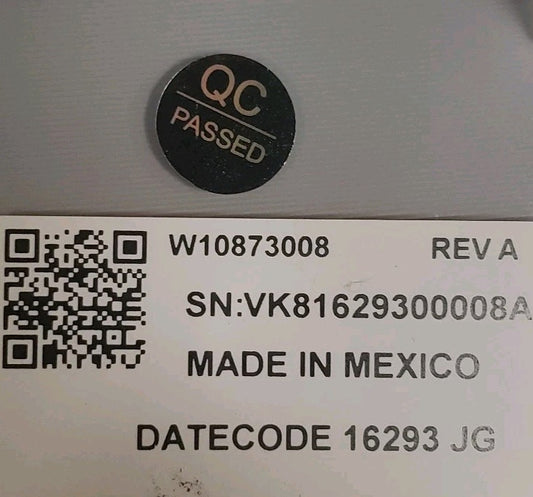 QC
PASSED
W10873008 REV A
SN:VK81629300008A
MADE IN MEXICO
DATECODE 16293 JG